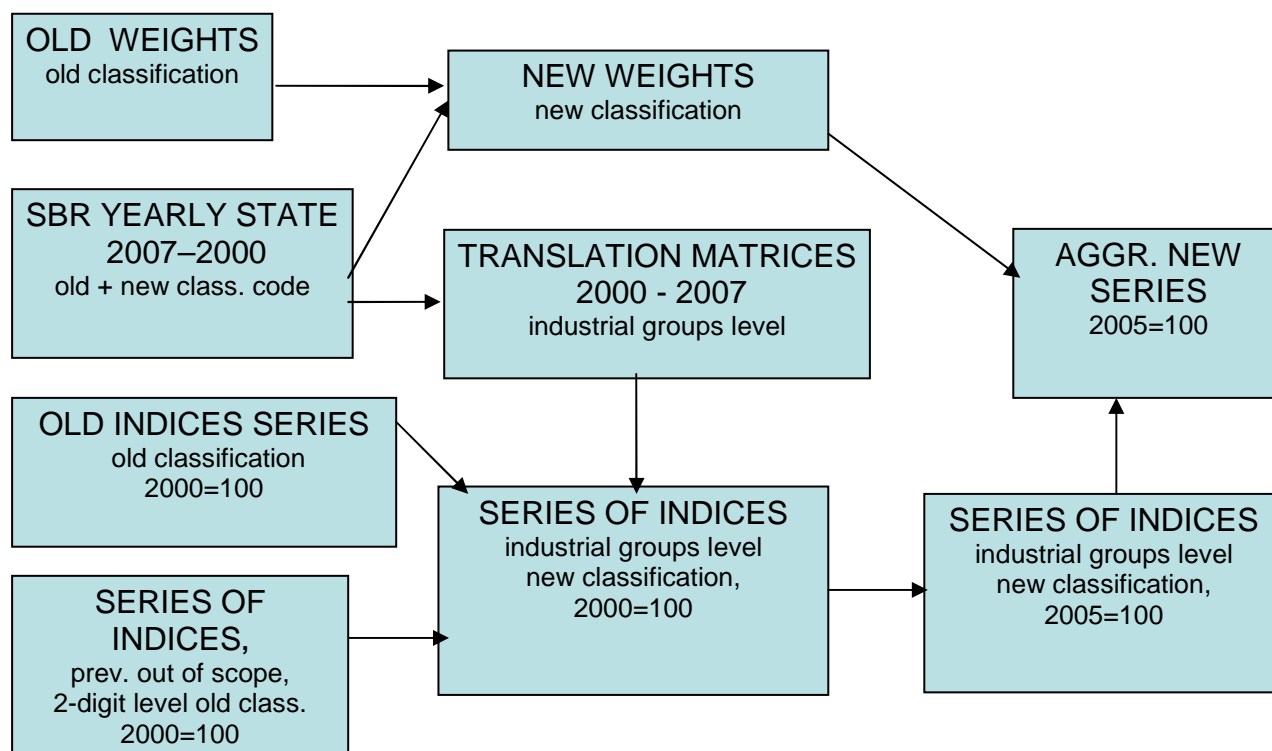 OLD WEIGHTS
old classification
NEW WEIGHTS
new classification
SBR YEARLY STATE
2007–2000
old + new class. code
TRANSLATION MATRICES
2000 - 2007
industrial groups level
AGGR. NEW
SERIES
2005=100
OLD INDICES SERIES
old classification
2000=100
SERIES OF INDICES
industrial groups level
new classification,
2000=100
SERIES OF INDICES
industrial groups level
new classification,
2005=100
SERIES OF
INDICES,
prev. out of scope,
2-digit level old class.
2000=100